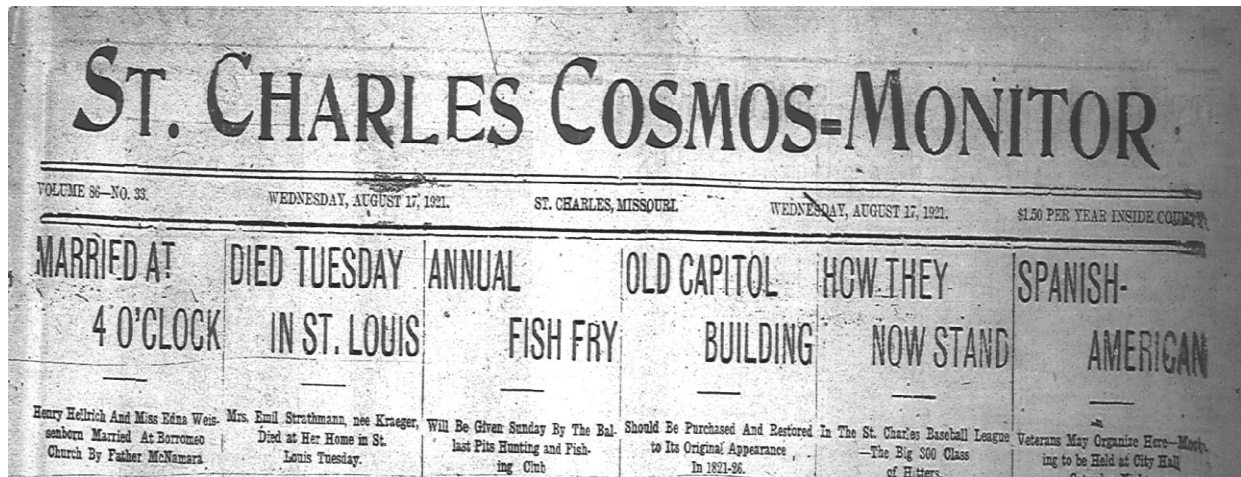 ST. CHARLES COSMOS=MONITOR
VOLUME 86—NO. 33. WEDNESDAY, AUGUST 17, 1921. ST. CHARLES, MISSOURI. WEDNESDAY, AUGUST 17, 1921. $1.50 PER YEAR INSIDE COUNTY
MARRIED AT
4 O'CLOCK
Henry Hellrich And Miss Edna Weis-
senborn Married At Borromeo
Church By Father McNamara.
DIED TUESDAY
IN ST. LOUIS
Mrs. Emil Strathmann, nee Kraeger,
Died at Her Home in St.
Louis Tuesday.
ANNUAL
FISH FRY
Will Be Given Sunday By The Bal-
last Pits Hunting and Fish-
ing Club
OLD CAPITOL
BUILDING
Should Be Purchased And Restored
to Its Original Appearance
In 1821-26.
HOW THEY
NOW STAND
In The St. Charles Baseball League
—The Big 300 Class
of Hitters.
SPANISH-
AMERICAN
Veterans May Organize Here—Meet-
ing to be Held at City Hall